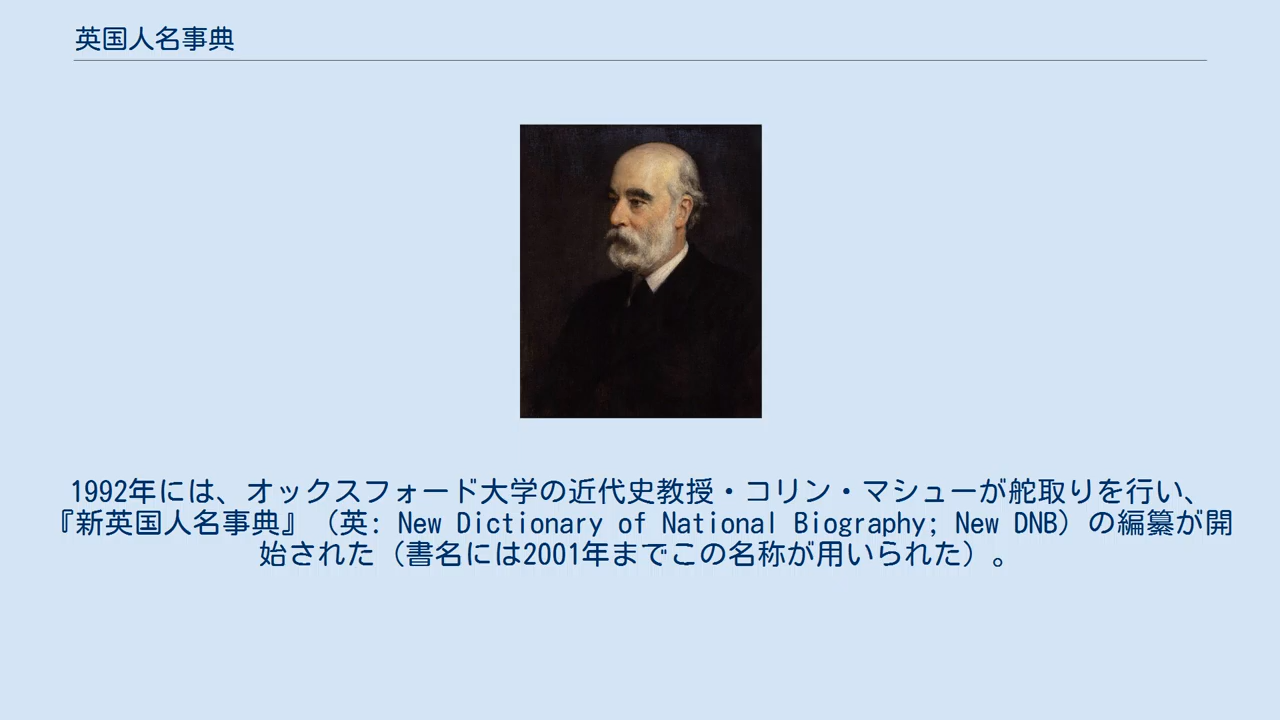 英国人名事典
1992年には、オックスフォード大学の近代史教授・コリン・マシューが舵取りを行い、
『新英国人名事典』（英: New Dictionary of National Biography; New DNB）の編纂が開
始された（書名には2001年までこの名称が用いられた）。